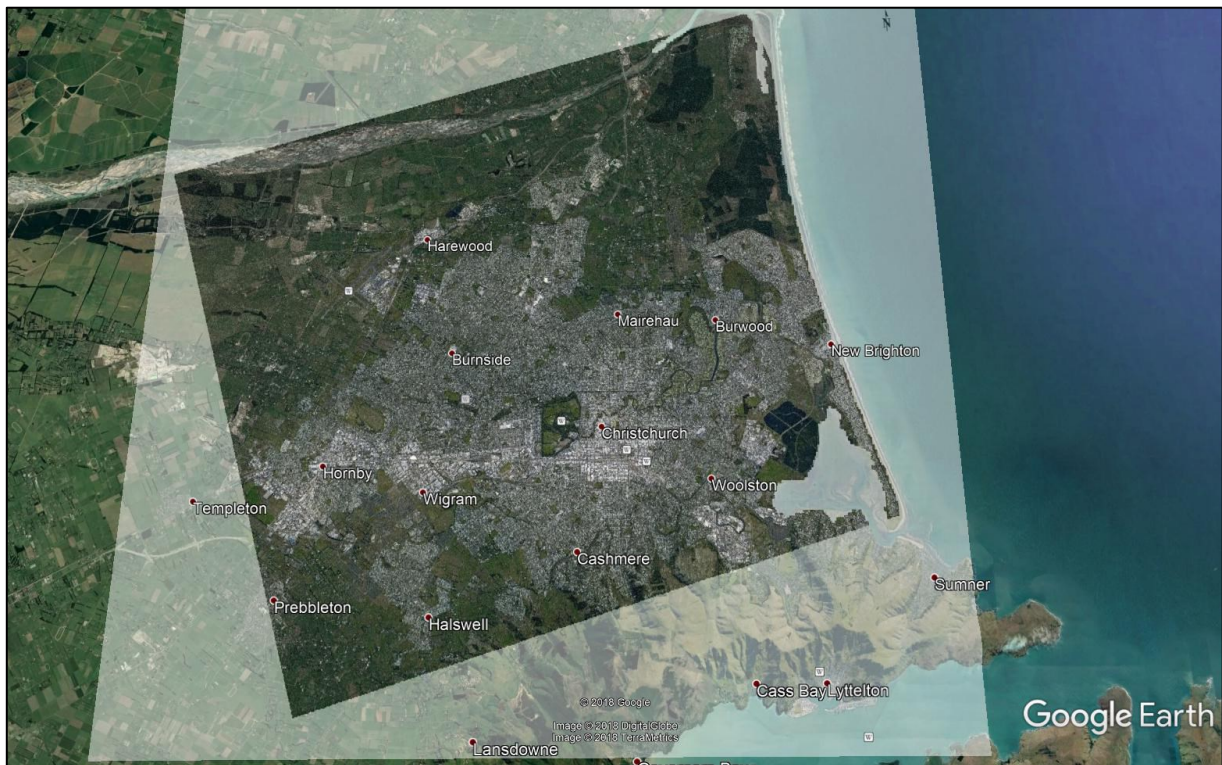 N
Harewood
Mairehau
Burwood
New Brighton
Burnside
Christchurch
Hornby
Woolston
Wigram
Templeton
Cashmere
Sumner
Prebbleton
Halswell
Cass Bay
Lyttelton
© 2018 Google
Image © 2018 DigitalGlobe
Image © 2018 TerraMetrics
Google Earth
Lansdowne